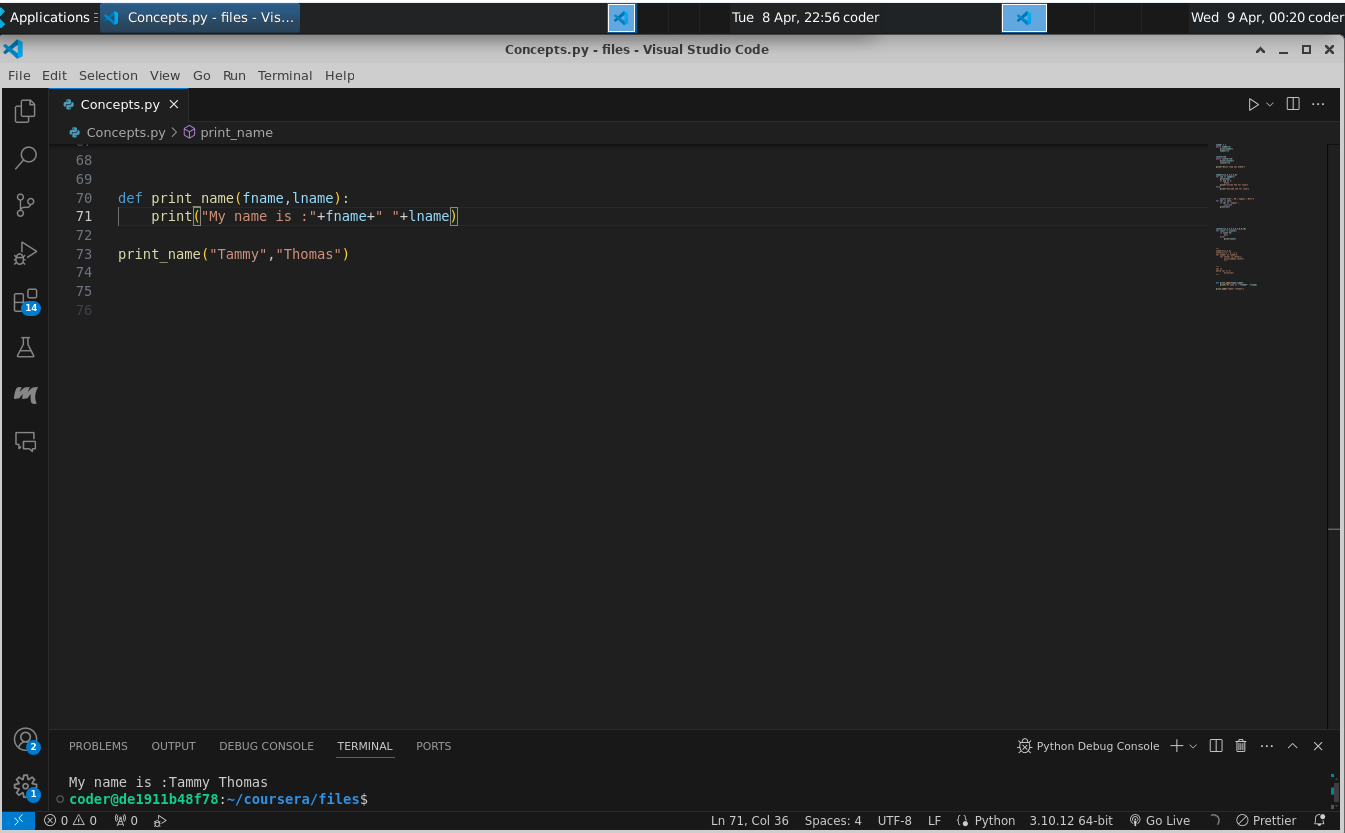 Applications
Concepts.py - files - Vis...
Tue 8 Apr, 22:56 coder
Wed 9 Apr, 00:20 coder
Concepts.py - files - Visual Studio Code
File Edit Selection View Go Run Terminal Help
Concepts.py
Concepts.py > print_name
68
69
70 def print_name(fname,lname):
71     print("My name is :"+fname+" "+lname)
72
73 print_name("Tammy","Thomas")
74
75
76
14
2
1
PROBLEMS OUTPUT DEBUG CONSOLE TERMINAL PORTS
Python Debug Console
My name is :Tammy Thomas
coder@de1911b48f78:~/coursera/files$
0 0 0 Ln 71, Col 36 Spaces: 4 UTF-8 LF Python 3.10.12 64-bit Go Live Prettier